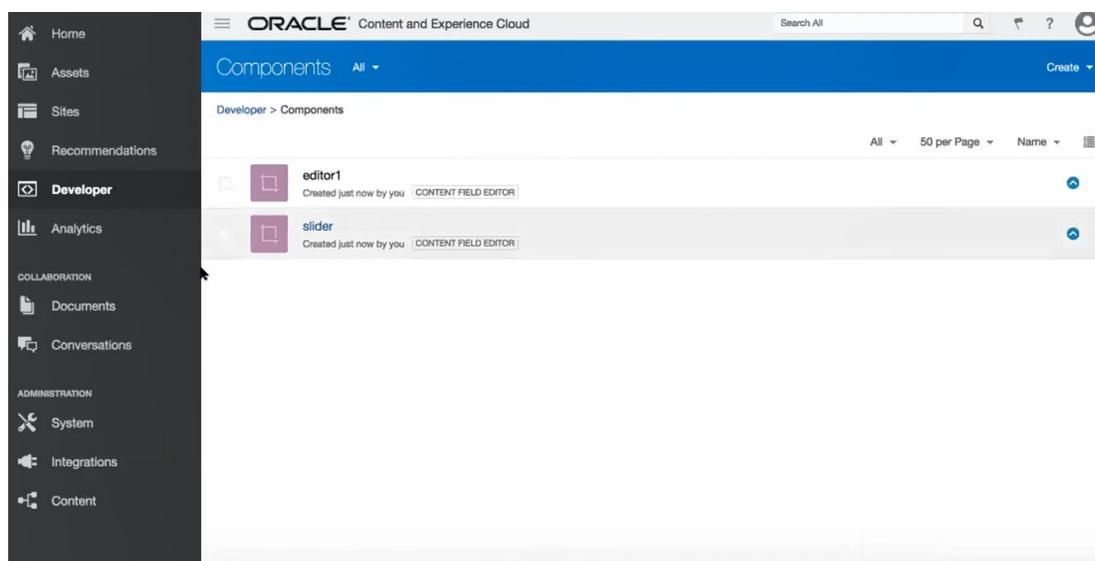 ORACLE® Content and Experience Cloud
Search All
?
Home
Assets
Sites
Recommendations
Developer
Analytics
COLLABORATION
Documents
Conversations
ADMINISTRATION
System
Integrations
Content
Components All
Create
Developer > Components
All 50 per Page Name
editor1
Created just now by you CONTENT FIELD EDITOR
slider
Created just now by you CONTENT FIELD EDITOR